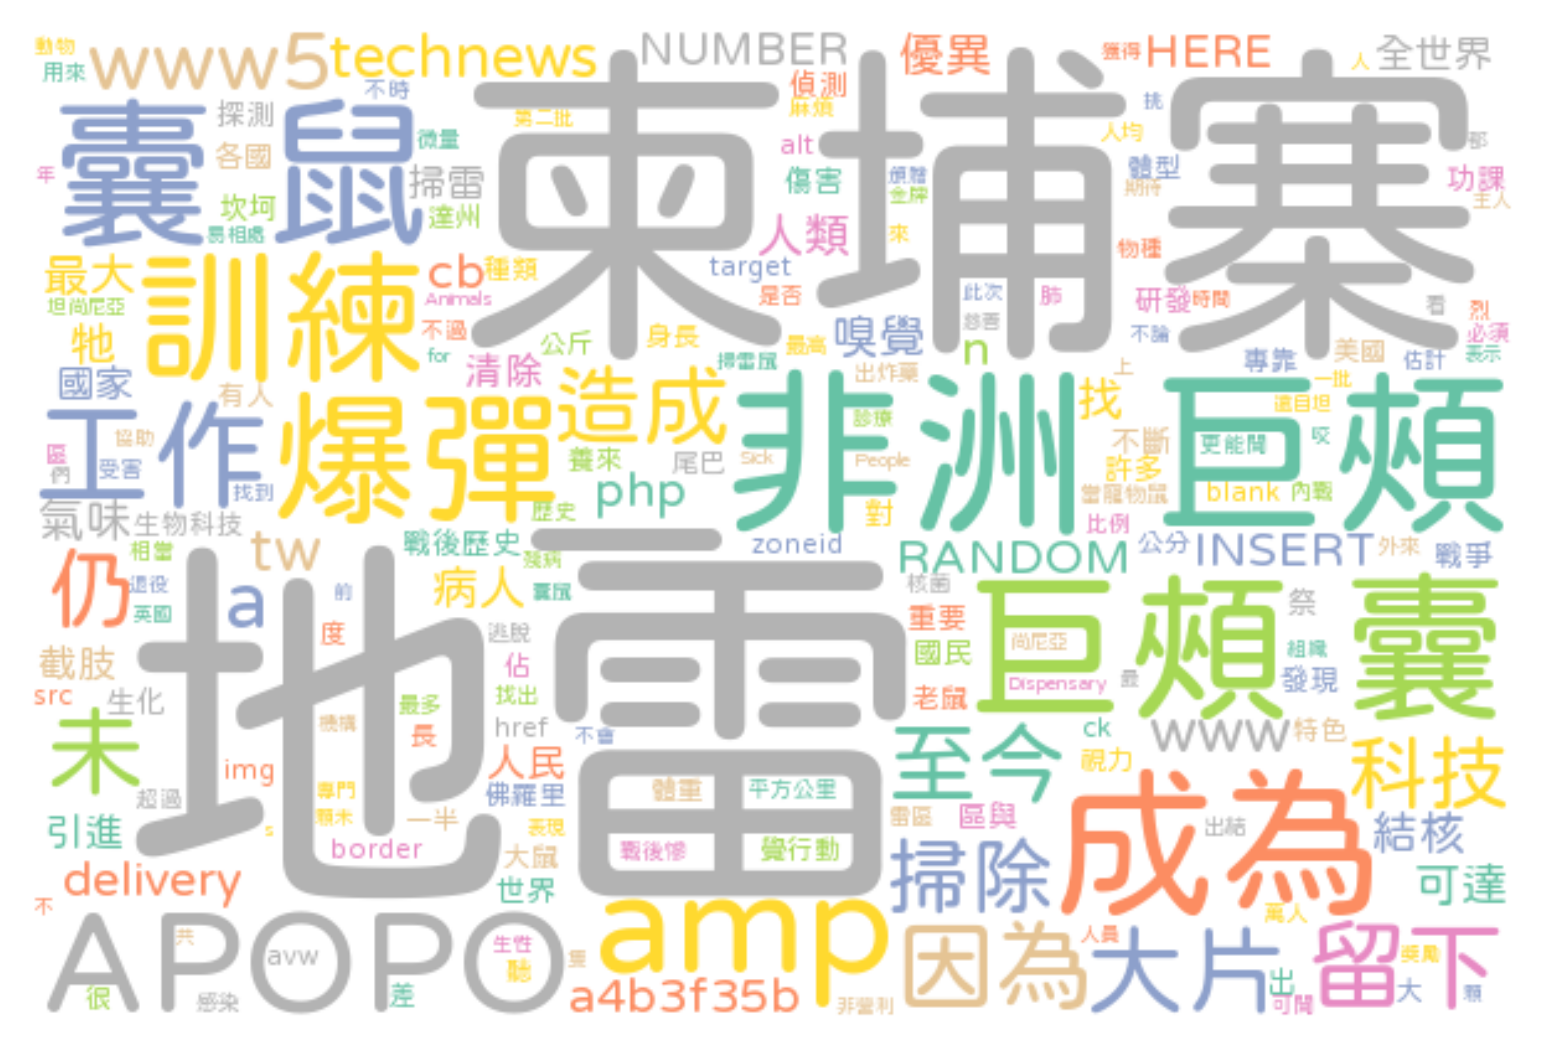 動物 www5 technews NUMBER 優異 獲得 HERE 人 全世界
用來 不時 偵測 挑
囊鼠 探測 第二批 柬埔寨 麻煩
各國 微量 alt 人均 部
年 掃雷 傷害 金牌 體型 功課
坎坷 達州 期待 主人
易相處 人類 來 物種
最大 訓練 cb 種類 target 此次 肺 研發 時間 看 烈
坦尚尼亞 Animals 是否 慈善 不論 必須
牠 不過 公斤 身長 最高 嗅覺 n 美國 表示
國家 for 清除 掃雷鼠 出炸藥 上 專靠 估計
有人 造成 找 一批
工作 爆彈 非洲 巨頰
協助 診療 不斷 更能聞 咬
區 們 受害 養來 尾巴 Sick People 許多
找到 php 當寵物鼠 blank 內戰
氣味 生物科技 歷史 對 比例
相當 tw 戰後歷史 zoneid RANDOM 公分 INSERT 外來 戰爭
仍 退役 a 前 病人 殘病 囊鼠 核菌 巨頰囊 祭
英國 度 逃脫 重要 尚尼亞 組織
截肢 佔 國民 發現
src 生化 最多 找出 老鼠 Dispensary 最
未 地雷 機構 長 href 不會 至今 ck www 特色
img 人民 視力 科技
超過 專門 佛羅里 體重 平方公里 成為
引進 s 一半 表現 雷區 區與 出結 結核
border 大鼠 戰後慘 覺行動 掃除
delivery 世界 可達
不 amp 萬人
APOPO 共 avw 生性 隻 因為 人員 大片 留下 獎勵
聽 出
很 感染 差 a4b3f35b 非營利 可聞 大